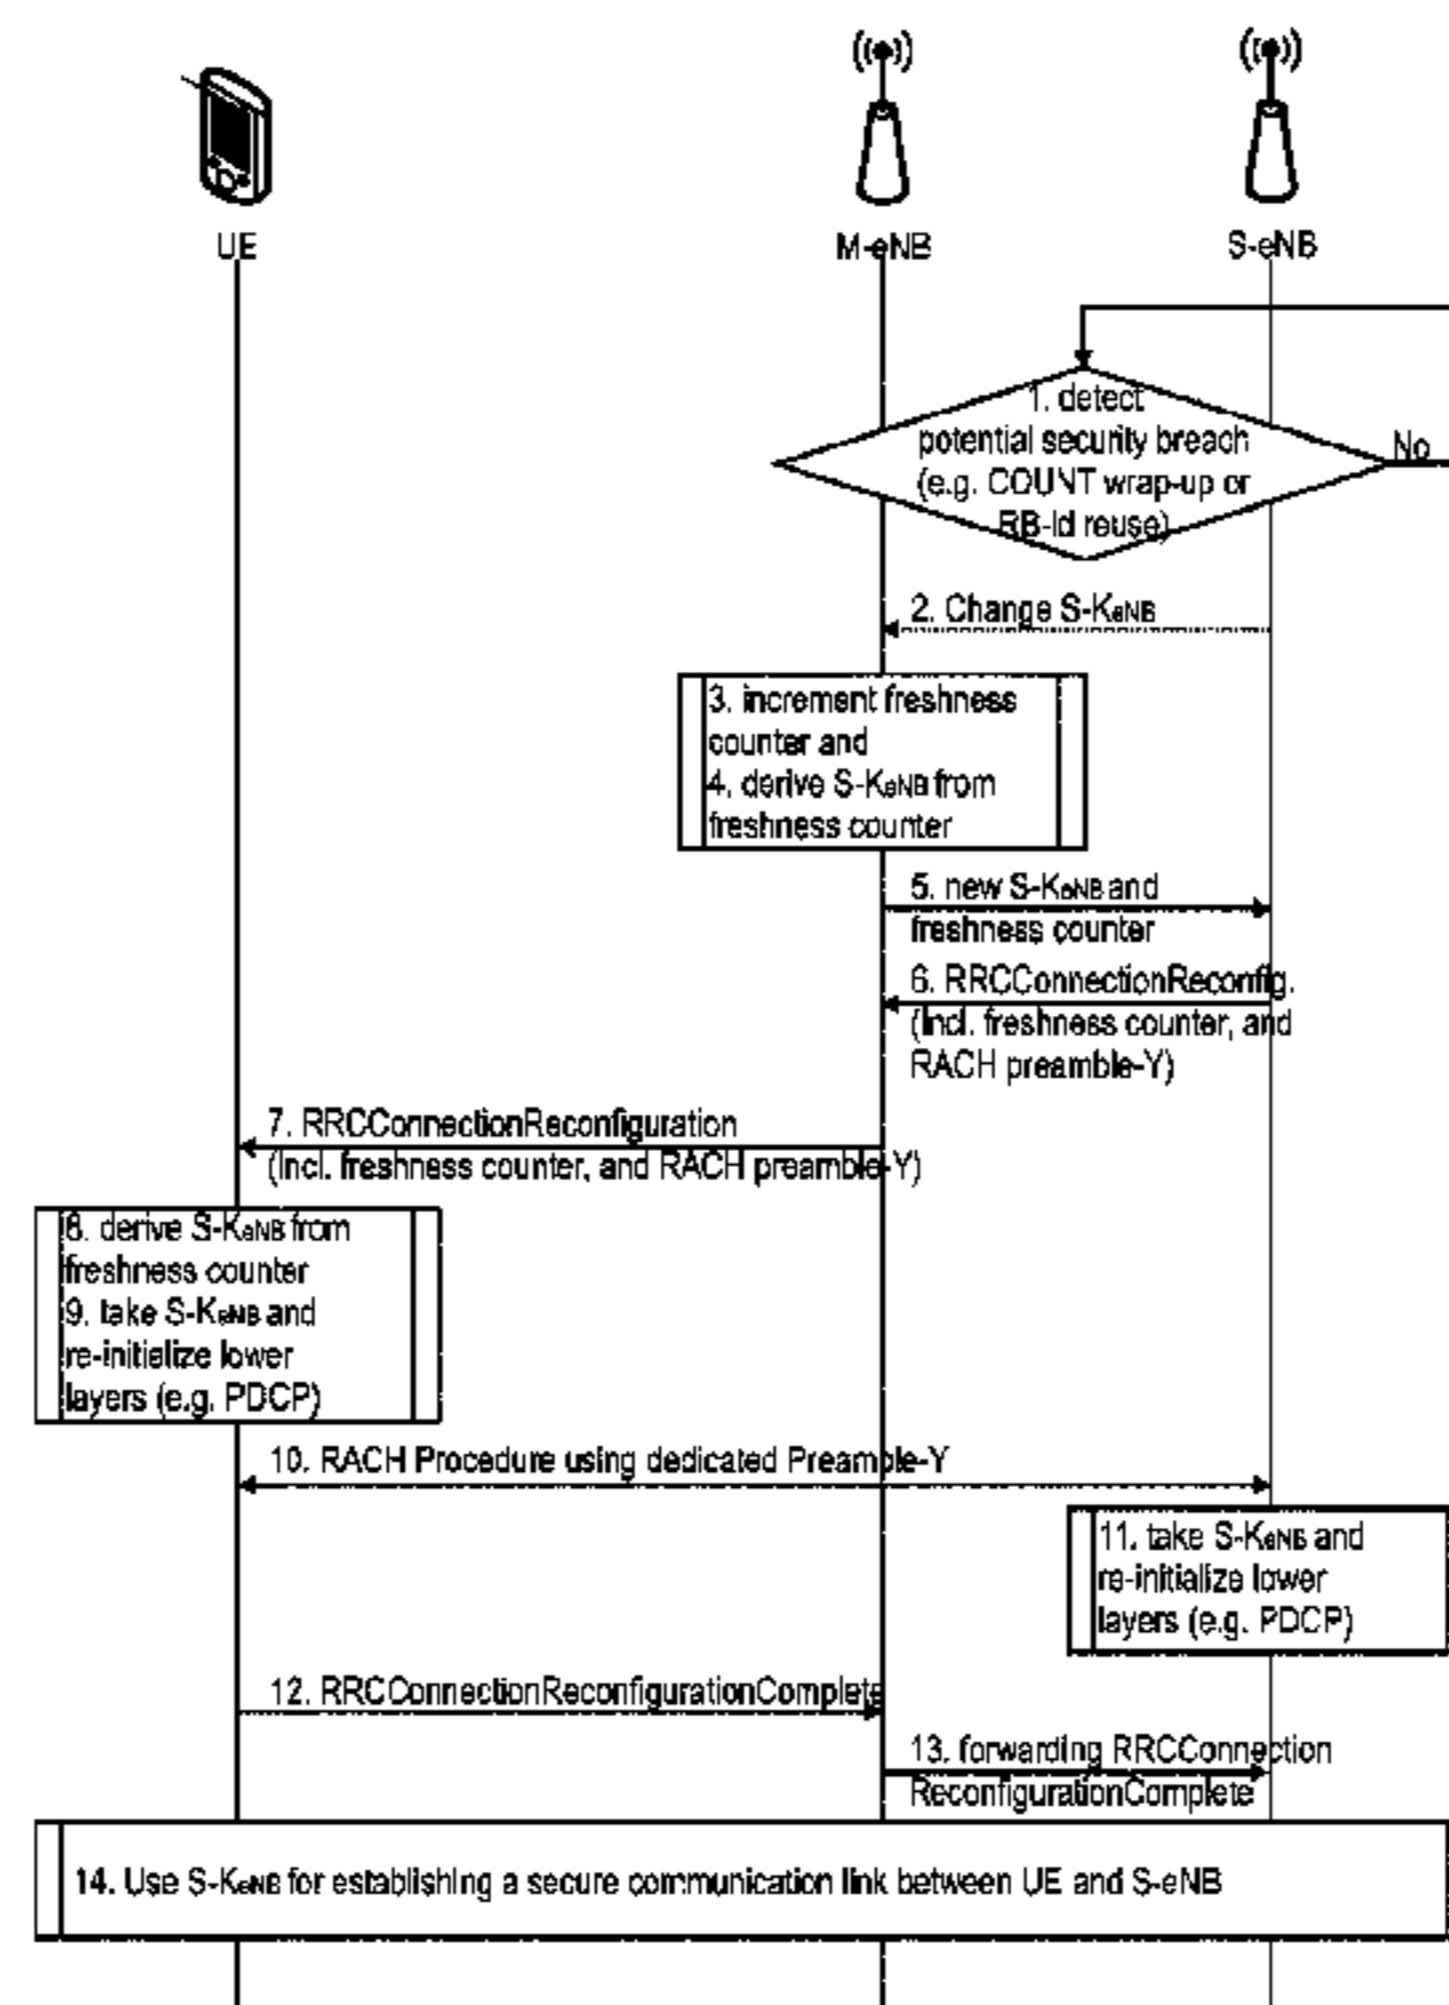 UE
M-eNB
S-eNB
1. detect
potential security breach
(e.g. COUNT wrap-up or
RB-Id reuse)
No
2. Change S-KeNB
3. increment freshness
counter and
4. derive S-KeNB from
freshness counter
5. new S-KeNB and
freshness counter
6. RRCConnectionReconfig.
(Incl. freshness counter, and
RACH preamble-Y)
7. RRCConnectionReconfiguration
(Incl. freshness counter, and RACH preamble-Y)
8. derive S-KeNB from
freshness counter
9. take S-KeNB and
re-initialize lower
layers (e.g. PDCP)
10. RACH Procedure using dedicated Preamble-Y
11. take S-KeNB and
re-initialize lower
layers (e.g. PDCP)
12. RRCConnectionReconfigurationComplete
13. forwarding RRCConnection
ReconfigurationComplete
14. Use S-KeNB for establishing a secure communication link between UE and S-eNB